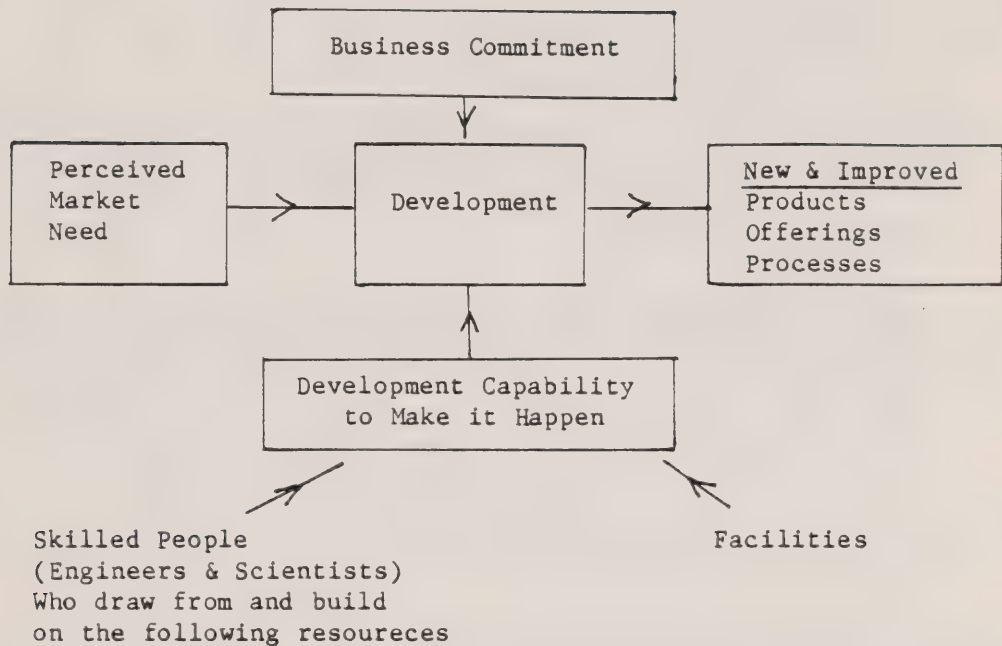 Business Commitment
Perceived
Market
Need
Development
New & Improved
Products
Offerings
Processes
Development Capability
to Make it Happen
Skilled People
(Engineers & Scientists)
Who draw from and build
on the following resoureces
Facilities